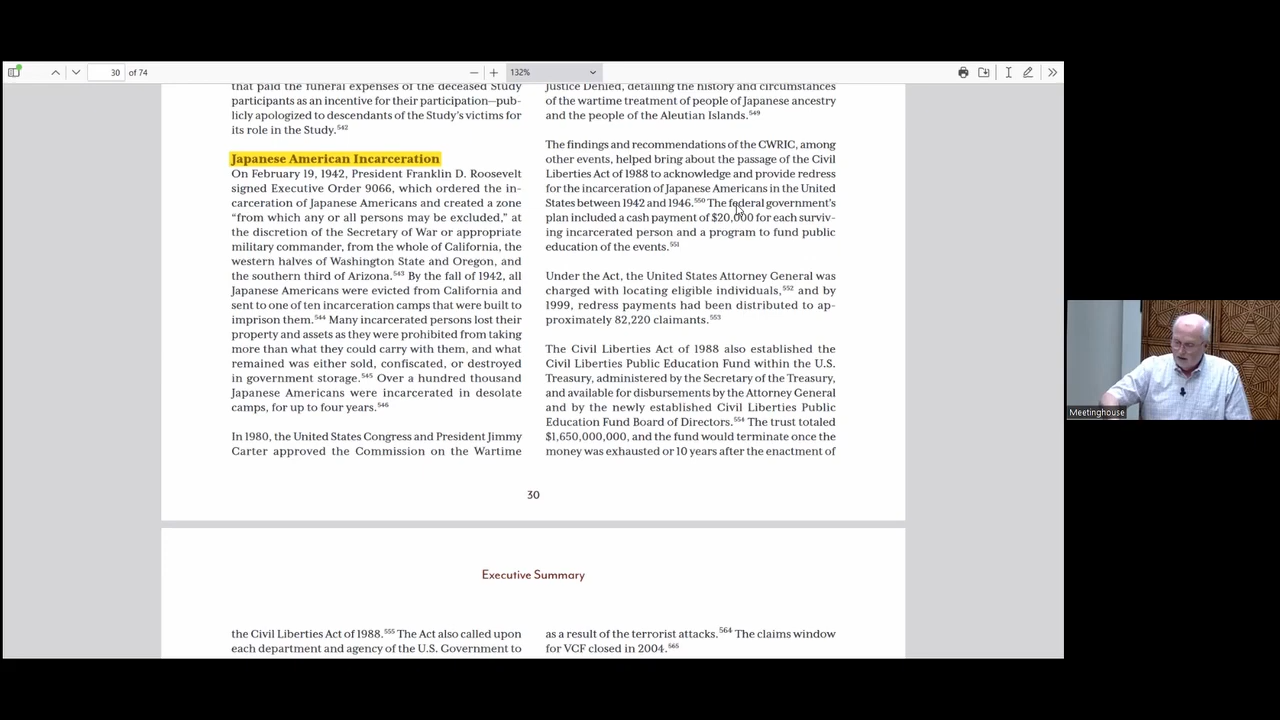 30 of 74
132%
that paid the funeral expenses of the deceased Study
participants as an incentive for their participation—pub-
licly apologized to descendants of the Study's victims for
its role in the Study.542
Japanese American Incarceration
On February 19, 1942, President Franklin D. Roosevelt
signed Executive Order 9066, which ordered the in-
carceration of Japanese Americans and created a zone
“from which any or all persons may be excluded,” at
the discretion of the Secretary of War or appropriate
military commander, from the whole of California, the
western halves of Washington State and Oregon, and
the southern third of Arizona.543 By the fall of 1942, all
Japanese Americans were evicted from California and
sent to one of ten incarceration camps that were built to
imprison them.544 Many incarcerated persons lost their
property and assets as they were prohibited from taking
more than what they could carry with them, and what
remained was either sold, confiscated, or destroyed
in government storage.545 Over a hundred thousand
Japanese Americans were incarcerated in desolate
camps, for up to four years.546
In 1980, the United States Congress and President Jimmy
Carter approved the Commission on the Wartime
Justice Denied, detailing the history and circumstances
of the wartime treatment of people of Japanese ancestry
and the people of the Aleutian Islands.549
The findings and recommendations of the CWRIC, among
other events, helped bring about the passage of the Civil
Liberties Act of 1988 to acknowledge and provide redress
for the incarceration of Japanese Americans in the United
States between 1942 and 1946.550 The federal government's
plan included a cash payment of $20,000 for each surviv-
ing incarcerated person and a program to fund public
education of the events.551
Under the Act, the United States Attorney General was
charged with locating eligible individuals,552 and by
1999, redress payments had been distributed to ap-
proximately 82,220 claimants.553
The Civil Liberties Act of 1988 also established the
Civil Liberties Public Education Fund within the U.S.
Treasury, administered by the Secretary of the Treasury,
and available for disbursements by the Attorney General
and by the newly established Civil Liberties Public
Education Fund Board of Directors.554 The trust totaled
$1,650,000,000, and the fund would terminate once the
money was exhausted or 10 years after the enactment of
30
Executive Summary
the Civil Liberties Act of 1988.555 The Act also called upon
each department and agency of the U.S. Government to
as a result of the terrorist attacks.564 The claims window
for VCF closed in 2004.565
Meetinghouse